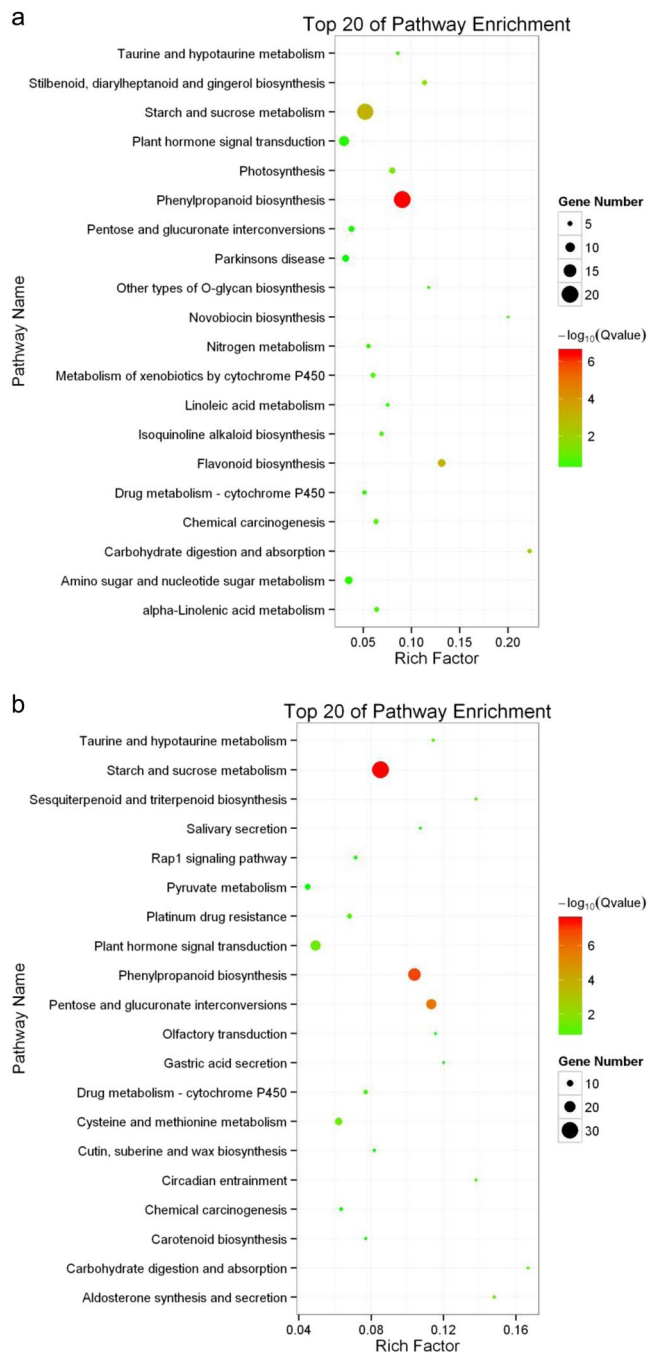 a
Top 20 of Pathway Enrichment
Pathway Name
Taurine and hypotaurine metabolism
Stilbenoid, diarylheptanoid and gingerol biosynthesis
Starch and sucrose metabolism
Plant hormone signal transduction
Photosynthesis
Phenylpropanoid biosynthesis
Pentose and glucuronate interconversions
Parkinsons disease
Other types of O-glycan biosynthesis
Novobiocin biosynthesis
Nitrogen metabolism
Metabolism of xenobiotics by cytochrome P450
Linoleic acid metabolism
Isoquinoline alkaloid biosynthesis
Flavonoid biosynthesis
Drug metabolism - cytochrome P450
Chemical carcinogenesis
Carbohydrate digestion and absorption
Amino sugar and nucleotide sugar metabolism
alpha-Linolenic acid metabolism
0.05 0.10 0.15 0.20
Rich Factor
Gene Number
5
10
15
20
−log10(Qvalue)
6
4
2
b
Top 20 of Pathway Enrichment
Pathway Name
Taurine and hypotaurine metabolism
Starch and sucrose metabolism
Sesquiterpenoid and triterpenoid biosynthesis
Salivary secretion
Rap1 signaling pathway
Pyruvate metabolism
Platinum drug resistance
Plant hormone signal transduction
Phenylpropanoid biosynthesis
Pentose and glucuronate interconversions
Olfactory transduction
Gastric acid secretion
Drug metabolism - cytochrome P450
Cysteine and methionine metabolism
Cutin, suberine and wax biosynthesis
Circadian entrainment
Chemical carcinogenesis
Carotenoid biosynthesis
Carbohydrate digestion and absorption
Aldosterone synthesis and secretion
0.04 0.08 0.12 0.16
Rich Factor
−log10(Qvalue)
6
4
2
Gene Number
10
20
30